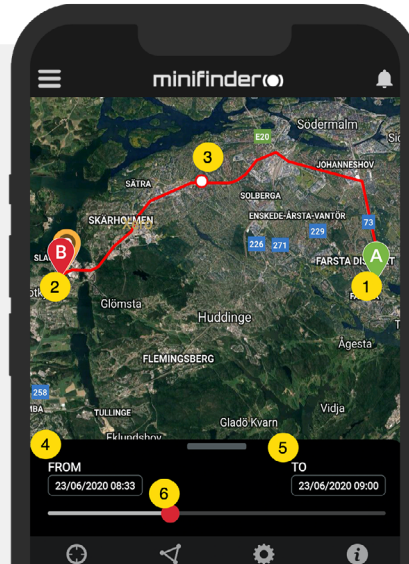 minifinder
Södermalm
E20
3
JOHANNESHOV
SÄTRA
SOLBERGA
SKÄRHOLMEN
ENSKEDE-ÅRSTA-VANTÖR
73
229
226
271
B
A
FARSTA DIS
2
1
Glömsta
Huddinge
Ågesta
FLEMINGSBERG
258
TULLINGE
Vidja
Gladö Kvarn
4
5
FROM
TO
23/06/2020 08:33
6
23/06/2020 09:00